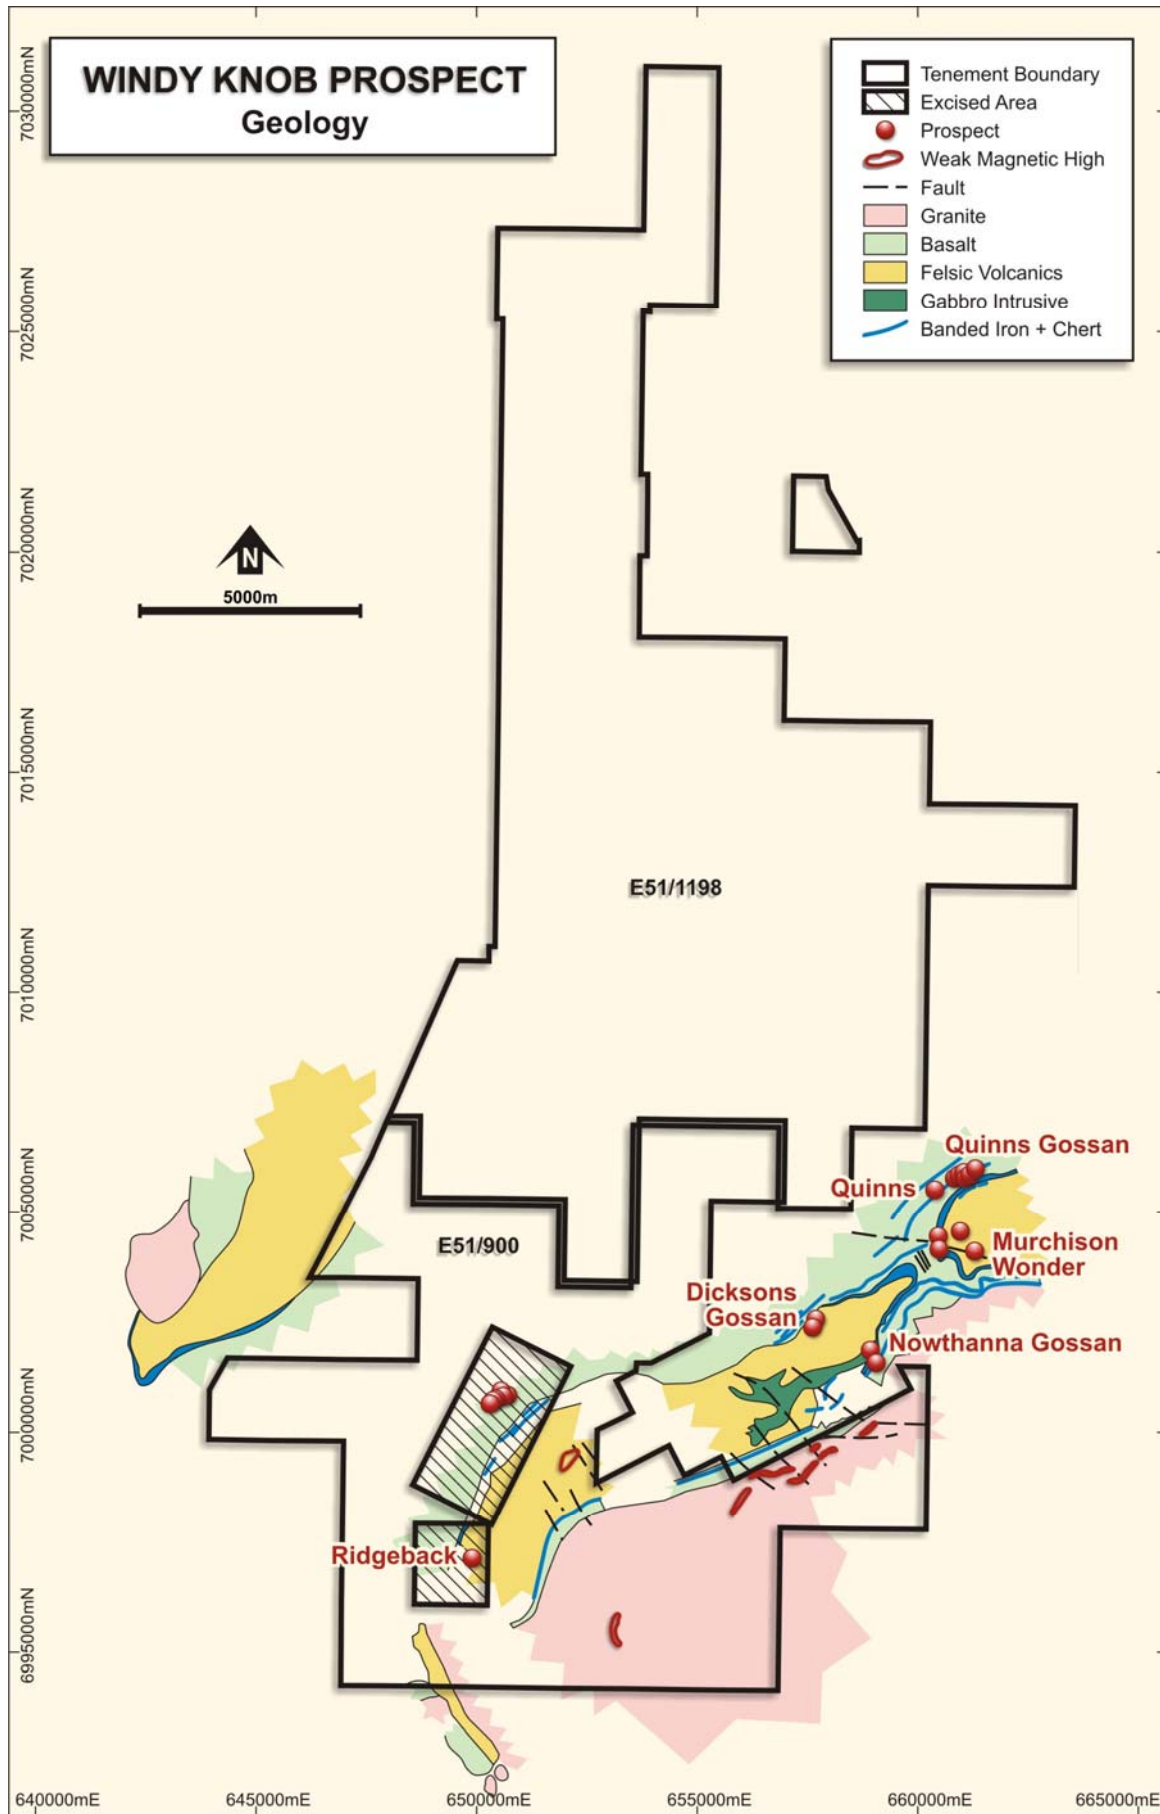 WINDY KNOB PROSPECT
Geology
Tenement Boundary
Excised Area
Prospect
Weak Magnetic High
Fault
Granite
Basalt
Felsic Volcanics
Gabbro Intrusive
Banded Iron + Chert
7030000mN
7025000mN
7020000mN
7015000mN
7010000mN
7005000mN
7000000mN
6995000mN
N
5000m
E51/1198
E51/900
Quinns Gossan
Quinns
Murchison
Wonder
Dicksons
Gossan
Nowthanna Gossan
Ridgeback
640000mE
645000mE
650000mE
655000mE
660000mE
665000mE